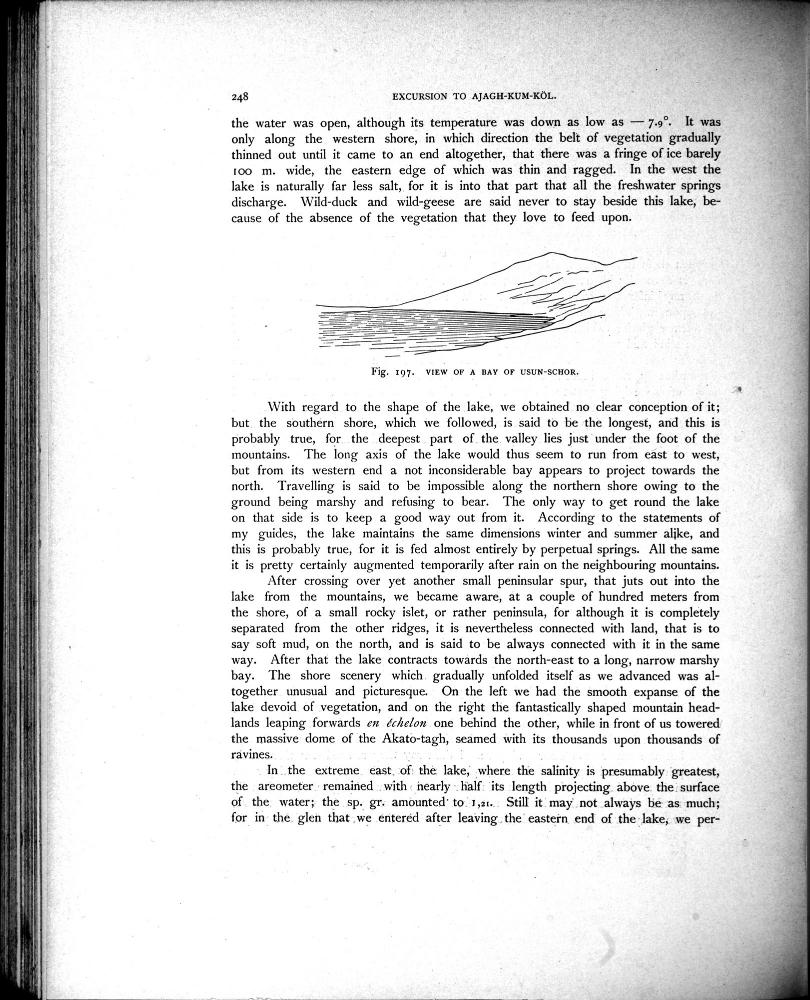 248
EXCURSION TO AJAGH-KUM-KÖL.
the water was open, although its temperature was down as low as — 7.9°. It was
only along the western shore, in which direction the belt of vegetation gradually
thinned out until it came to an end altogether, that there was a fringe of ice barely
100 m. wide, the eastern edge of which was thin and ragged. In the west the
lake is naturally far less salt, for it is into that part that all the freshwater springs
discharge. Wild-duck and wild-geese are said never to stay beside this lake, be-
cause of the absence of the vegetation that they love to feed upon.
Fig. 197. VIEW OF A BAY OF USUN-SCHOR.
With regard to the shape of the lake, we obtained no clear conception of it;
but the southern shore, which we followed, is said to be the longest, and this is
probably true, for the deepest part of the valley lies just under the foot of the
mountains. The long axis of the lake would thus seem to run from east to west,
but from its western end a not inconsiderable bay appears to project towards the
north. Travelling is said to be impossible along the northern shore owing to the
ground being marshy and refusing to bear. The only way to get round the lake
on that side is to keep a good way out from it. According to the statements of
my guides, the lake maintains the same dimensions winter and summer alike, and
this is probably true, for it is fed almost entirely by perpetual springs. All the same
it is pretty certainly augmented temporarily after rain on the neighbouring mountains.
After crossing over yet another small peninsular spur, that juts out into the
lake from the mountains, we became aware, at a couple of hundred meters from
the shore, of a small rocky islet, or rather peninsula, for although it is completely
separated from the other ridges, it is nevertheless connected with land, that is to
say soft mud, on the north, and is said to be always connected with it in the same
way. After that the lake contracts towards the north-east to a long, narrow marshy
bay. The shore scenery which gradually unfolded itself as we advanced was al-
together unusual and picturesque. On the left we had the smooth expanse of the
lake devoid of vegetation, and on the right the fantastically shaped mountain head-
lands leaping forwards en échelon one behind the other, while in front of us towered
the massive dome of the Akato-tagh, seamed with its thousands upon thousands of
ravines.
In the extreme east of the lake, where the salinity is presumably greatest,
the areometer remained with nearly half its length projecting above the surface
of the water; the sp. gr. amounted to 1,21. Still it may not always be as much;
for in the glen that we entered after leaving the eastern end of the lake, we per-